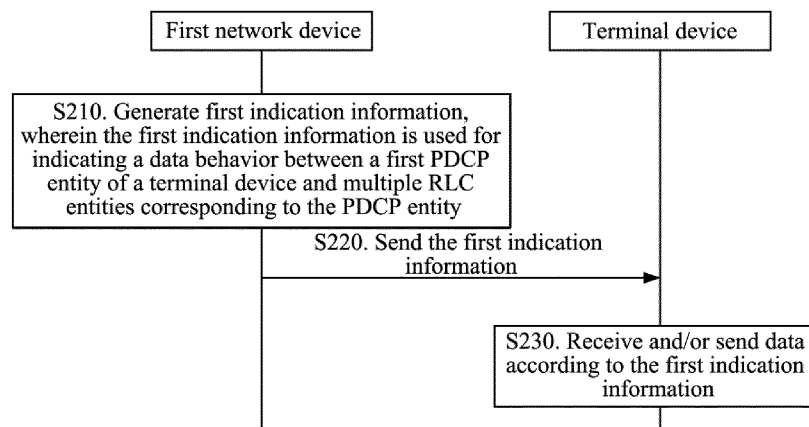 First network device
Terminal device
S210. Generate first indication information,
wherein the first indication information is used for
indicating a data behavior between a first PDCP
entity of a terminal device and multiple RLC
entities corresponding to the PDCP entity
S220. Send the first indication
information
S230. Receive and/or send data
according to the first indication
information